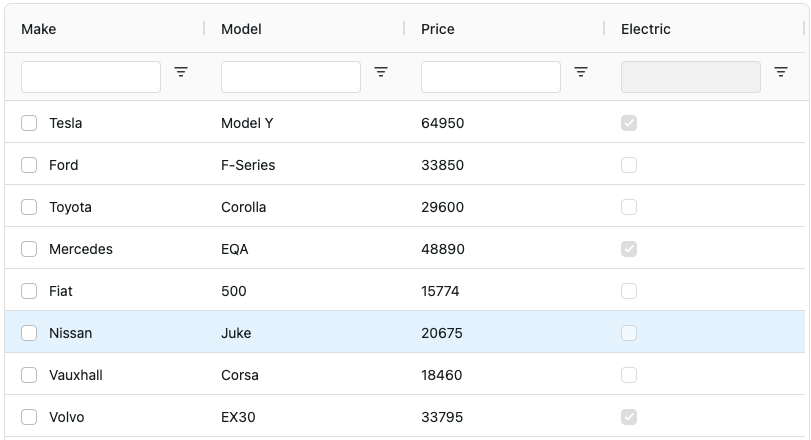 Make Model Price Electric
Tesla Model Y 64950
Ford F-Series 33850
Toyota Corolla 29600
Mercedes EQA 48890
Fiat 500 15774
Nissan Juke 20675
Vauxhall Corsa 18460
Volvo EX30 33795